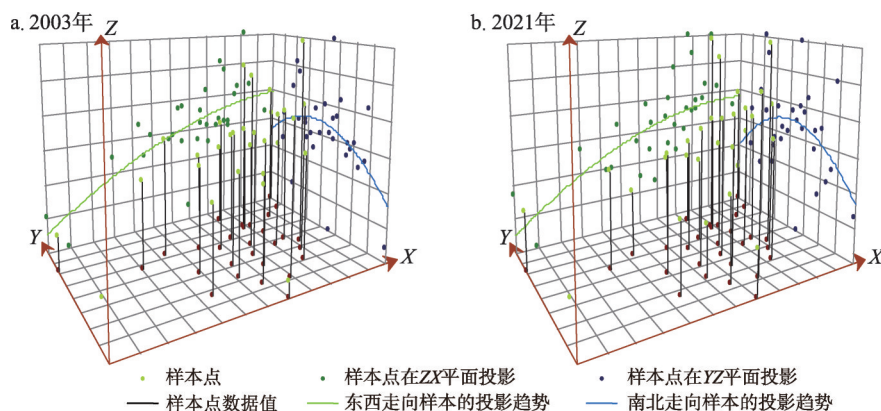 a. 2003年
Z
Y
X
b. 2021年
Z
Y
X
样本点
样本点在ZX平面投影
样本点在YZ平面投影
样本点数据值
东西走向样本的投影趋势
南北走向样本的投影趋势